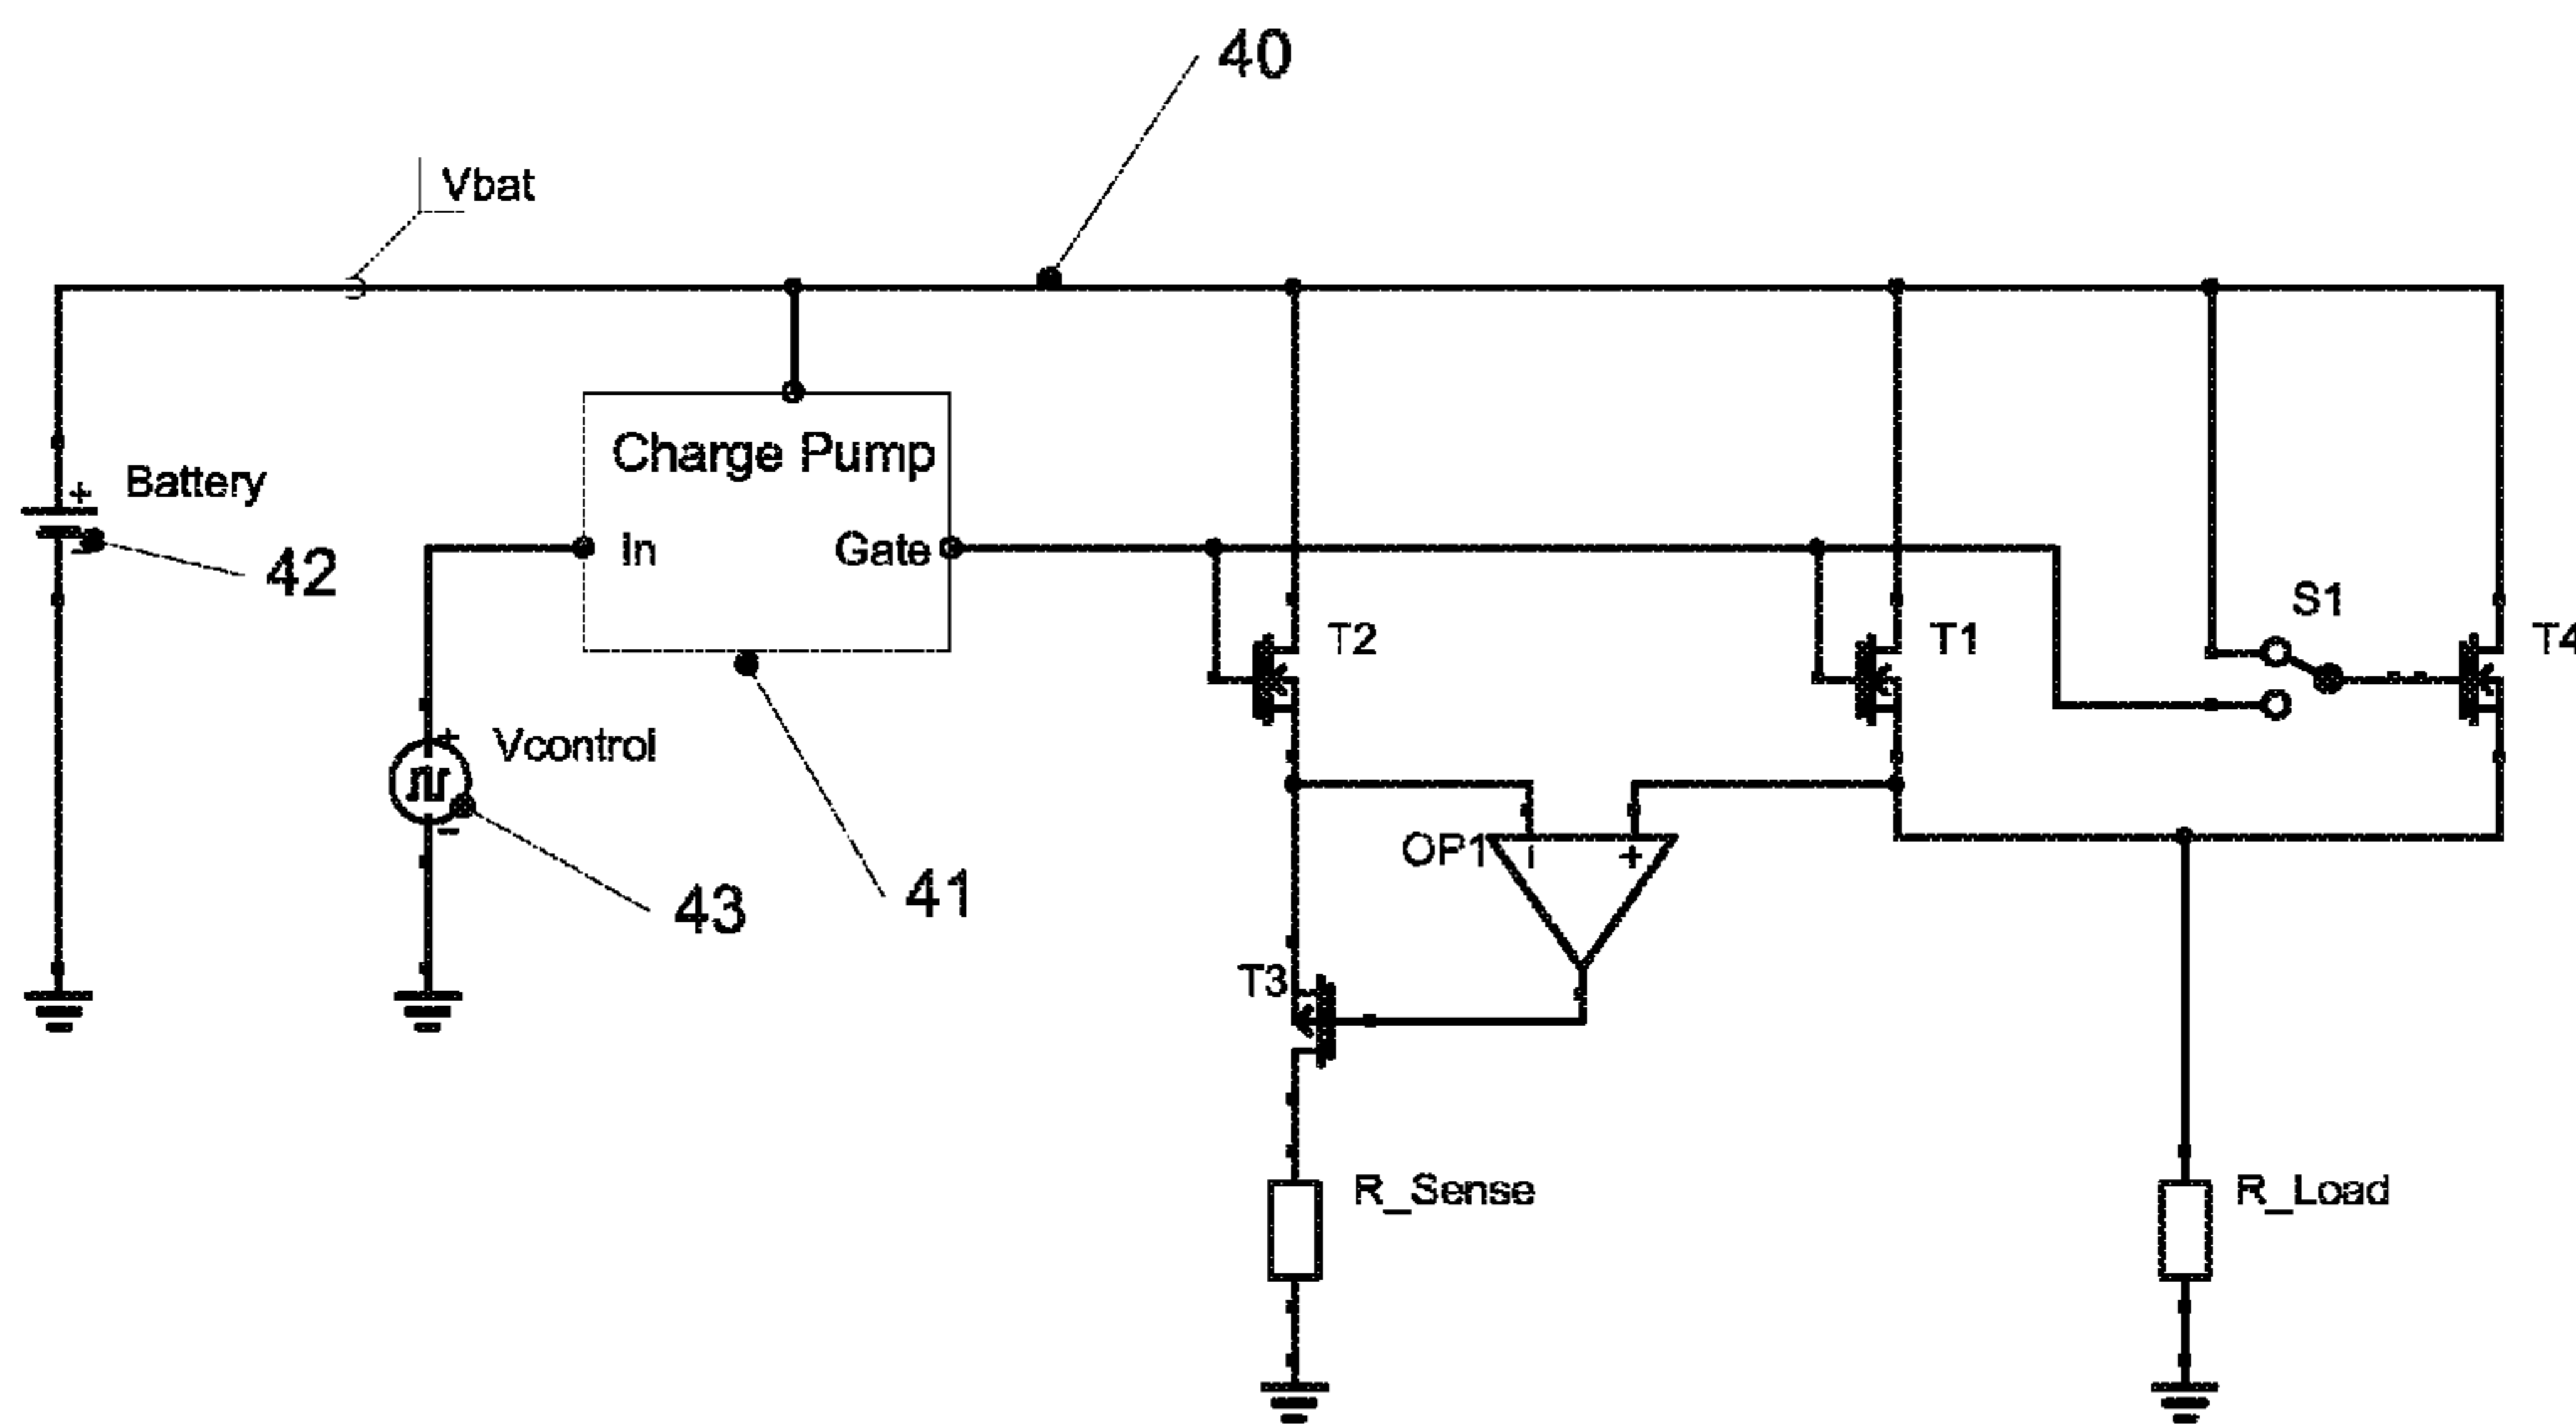 40
Vbat
Battery
+
-
42
Charge Pump
In
Gate
41
+
Vcontrol
-
43
T2
T1
S1
T4
OP1
-
+
T3
R_Sense
R_Load